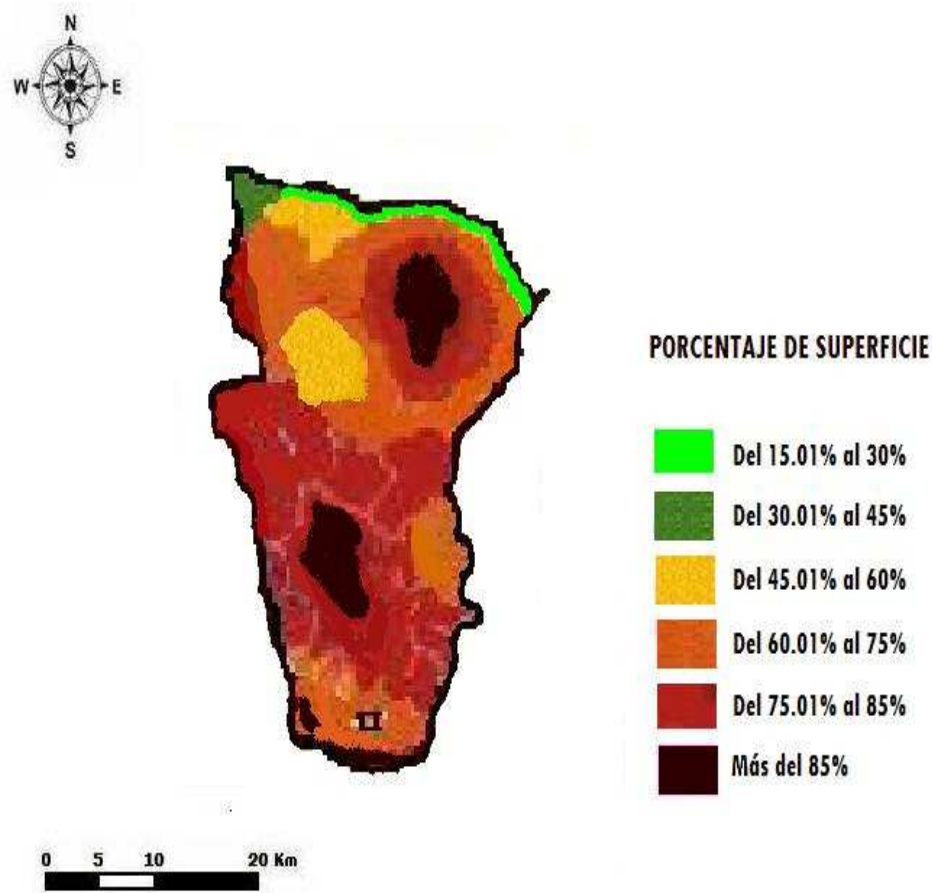 N
W E
S
PORCENTAJE DE SUPERFICIE
Del 15.01% al 30%
Del 30.01% al 45%
Del 45.01% al 60%
Del 60.01% al 75%
Del 75.01% al 85%
Más del 85%
0 5 10 20 Km